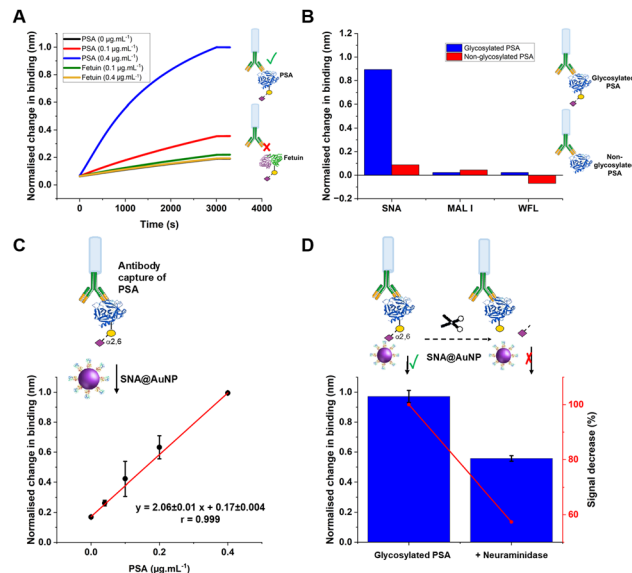 A
Normalised change in binding (nm)
1.0
0.8
0.6
0.4
0.2
0.0
PSA (0 µg.mL⁻¹)
PSA (0.1 µg.mL⁻¹)
PSA (0.4 µg.mL⁻¹)
Fetuin (0.1 µg.mL⁻¹)
Fetuin (0.4 µg.mL⁻¹)
PSA
Fetuin
0
1000
2000
3000
4000
Time (s)
B
Normalised change in binding (nm)
1.2
1.0
0.8
0.6
0.4
0.2
0.0
−0.2
Glycosylated PSA
Non-glycosylated PSA
Glycosylated
PSA
Non-
glycosylated
PSA
SNA
MAL I
WFL
C
Antibody
capture of
PSA
α2,6
SNA@AuNP
Normalised change in binding (nm)
1.0
0.8
0.6
0.4
0.2
0.0
y = 2.06±0.01 x + 0.17±0.004
r = 0.999
0.0
0.2
0.4
PSA (µg.mL⁻¹)
D
α2,6
SNA@AuNP
Normalised change in binding (nm)
1.0
0.8
0.6
0.4
0.2
0.0
100
80
60
Signal decrease (%)
Glycosylated PSA
+ Neuraminidase